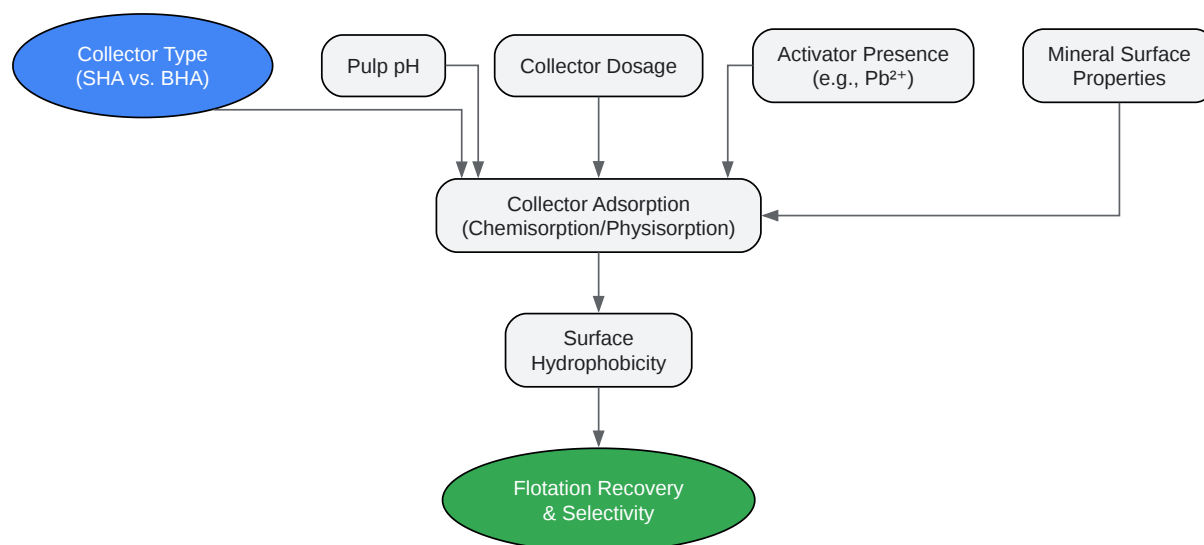 Collector Type
(SHA vs. BHA)
Pulp pH
Collector Dosage
Activator Presence
(e.g., Pb²⁺)
Mineral Surface
Properties
Collector Adsorption
(Chemisorption/Physisorption)
Surface
Hydrophobicity
Flotation Recovery
& Selectivity